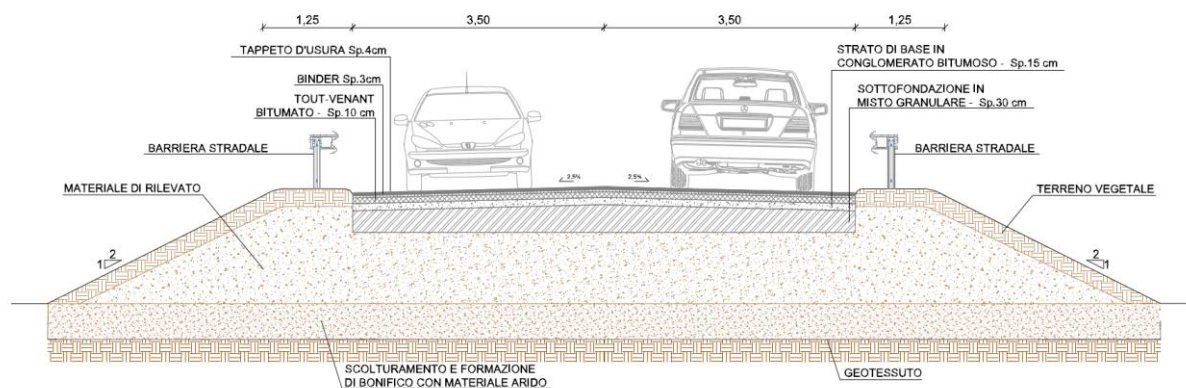 1,25
3,50
3,50
1,25
TAPPETO D'USURA Sp.4cm
BINDER Sp.3cm
TOUT-VENANT
BITUMATO - Sp.10 cm
STRATO DI BASE IN
CONGLOMERATO BITUMOSO - Sp.15 cm
SOTTOFONDAZIONE IN
MISTO GRANULARE - Sp.30 cm
BARRIERA STRADALE
BARRIERA STRADALE
MATERIALE DI RILEVATO
2,5%
2,5%
TERRENO VEGETALE
2
1
2
1
SCOLTURAMENTO E FORMAZIONE
DI BONIFICO CON MATERIALE ARIDO
GEOTESSUTO